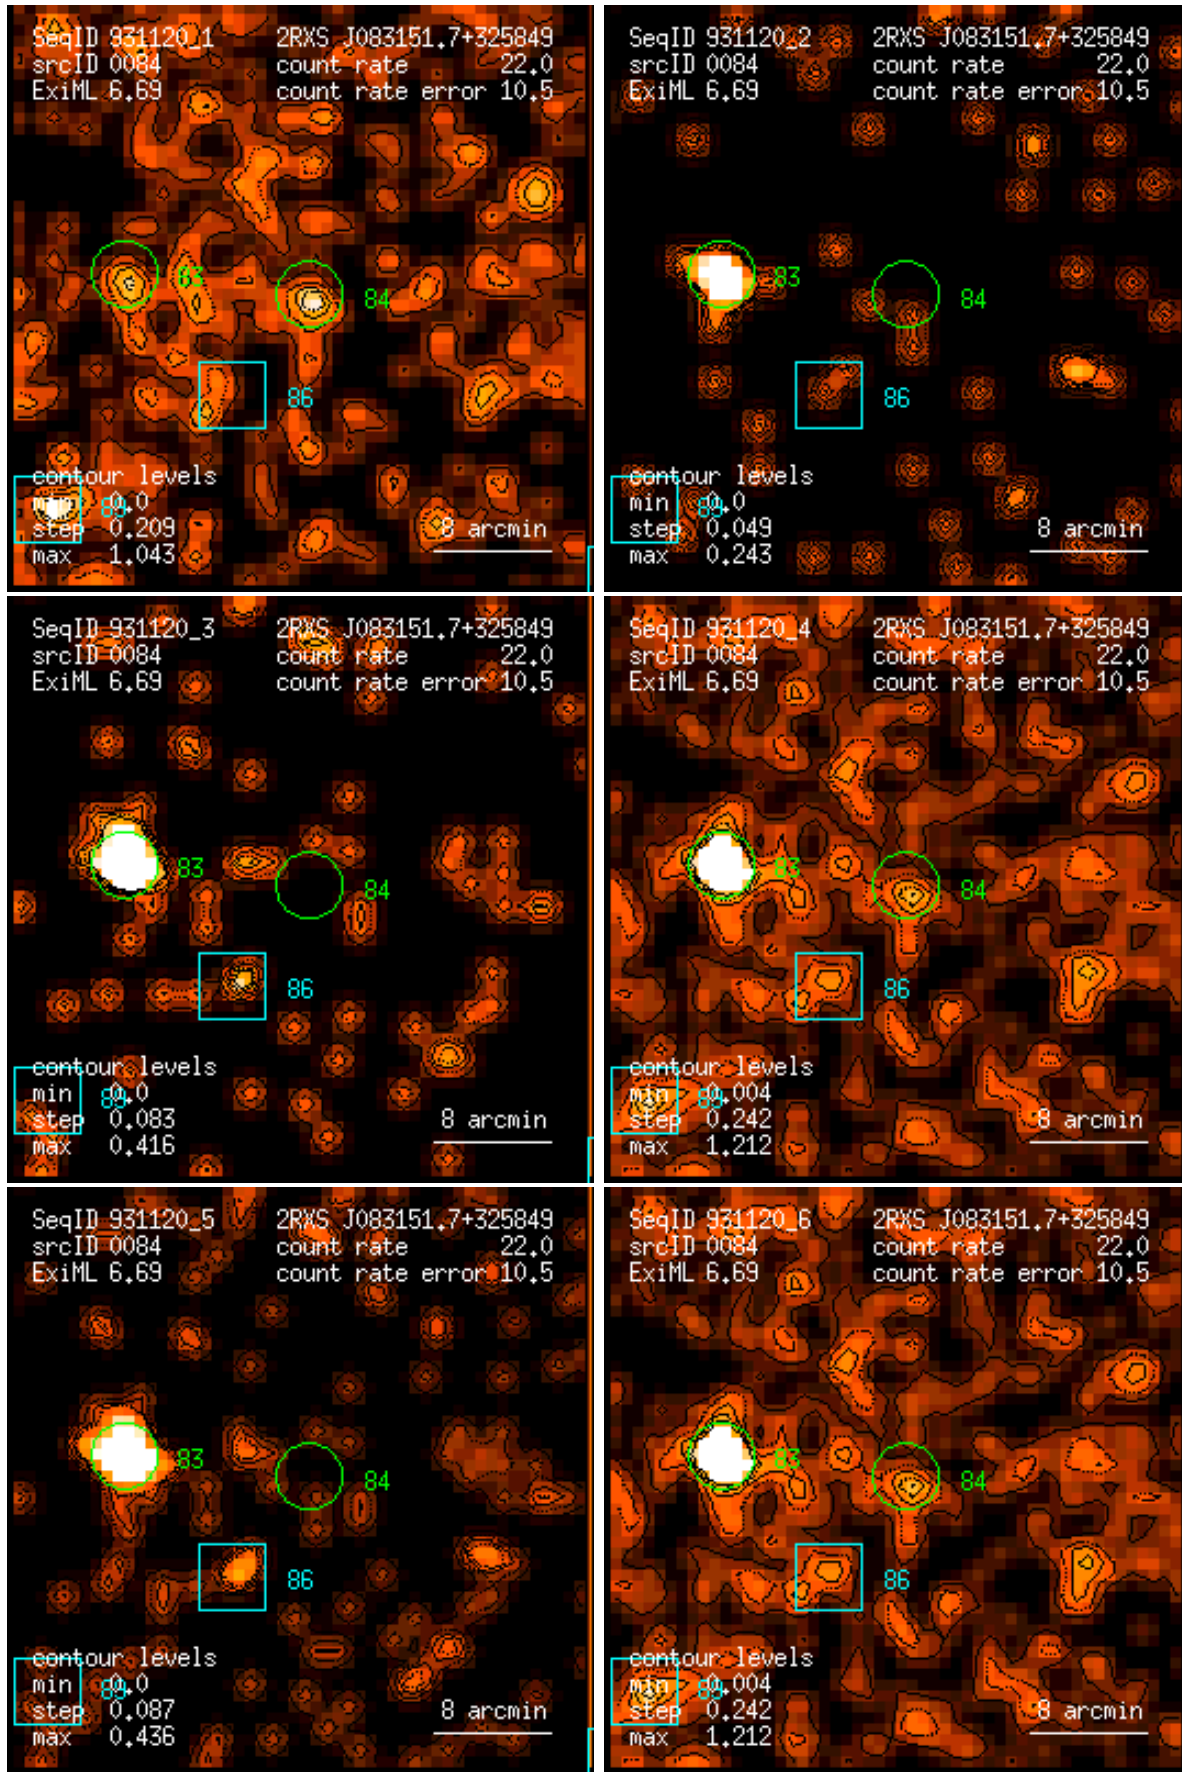 SeqID 931120_1 2RXS J083151.7+325849
srcID 0084 count rate 22.0
ExiML 6.69 count rate error 10.5
83
84
86
contour levels
min 0.0
89
step 0.209
8 arcmin
max 1.043
SeqID 931120_2 2RXS J083151.7+325849
srcID 0084 count rate 22.0
ExiML 6.69 count rate error 10.5
83
84
86
contour levels
min 0.0
89
step 0.049
8 arcmin
max 0.243
SeqID 931120_3 2RXS J083151.7+325849
srcID 0084 count rate 22.0
ExiML 6.69 count rate error 10.5
83
84
86
contour levels
min 0.0
89
step 0.083
8 arcmin
max 0.416
SeqID 931120_4 2RXS J083151.7+325849
srcID 0084 count rate 22.0
ExiML 6.69 count rate error 10.5
83
84
86
contour levels
min 0.004
89
step 0.242
8 arcmin
max 1.212
SeqID 931120_5 2RXS J083151.7+325849
srcID 0084 count rate 22.0
ExiML 6.69 count rate error 10.5
83
84
86
contour levels
min 0.0
89
step 0.087
8 arcmin
max 0.436
SeqID 931120_6 2RXS J083151.7+325849
srcID 0084 count rate 22.0
ExiML 6.69 count rate error 10.5
83
84
86
contour levels
min 0.004
89
step 0.242
8 arcmin
max 1.212